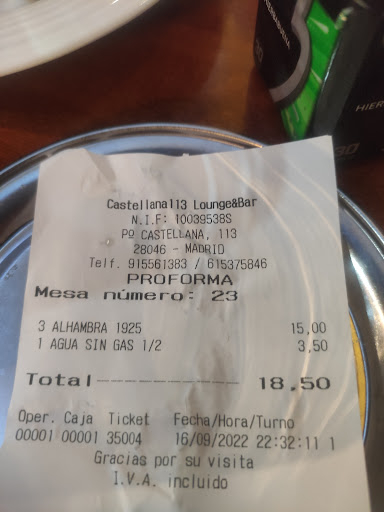 Castellana113 Lounge&Bar
N.I.F: 10039538S
Pº CASTELLANA, 113
28046 - MADRID
Telf. 915561383 / 615375846
PROFORMA
Mesa número: 23
3 ALHAMBRA 1925 15,00
1 AGUA SIN GAS 1/2 3,50
Total 18,50
Oper. Caja Ticket Fecha/Hora/Turno
00001 00001 35004 16/09/2022 22:32:11 1
Gracias por su visita
I.V.A. incluido